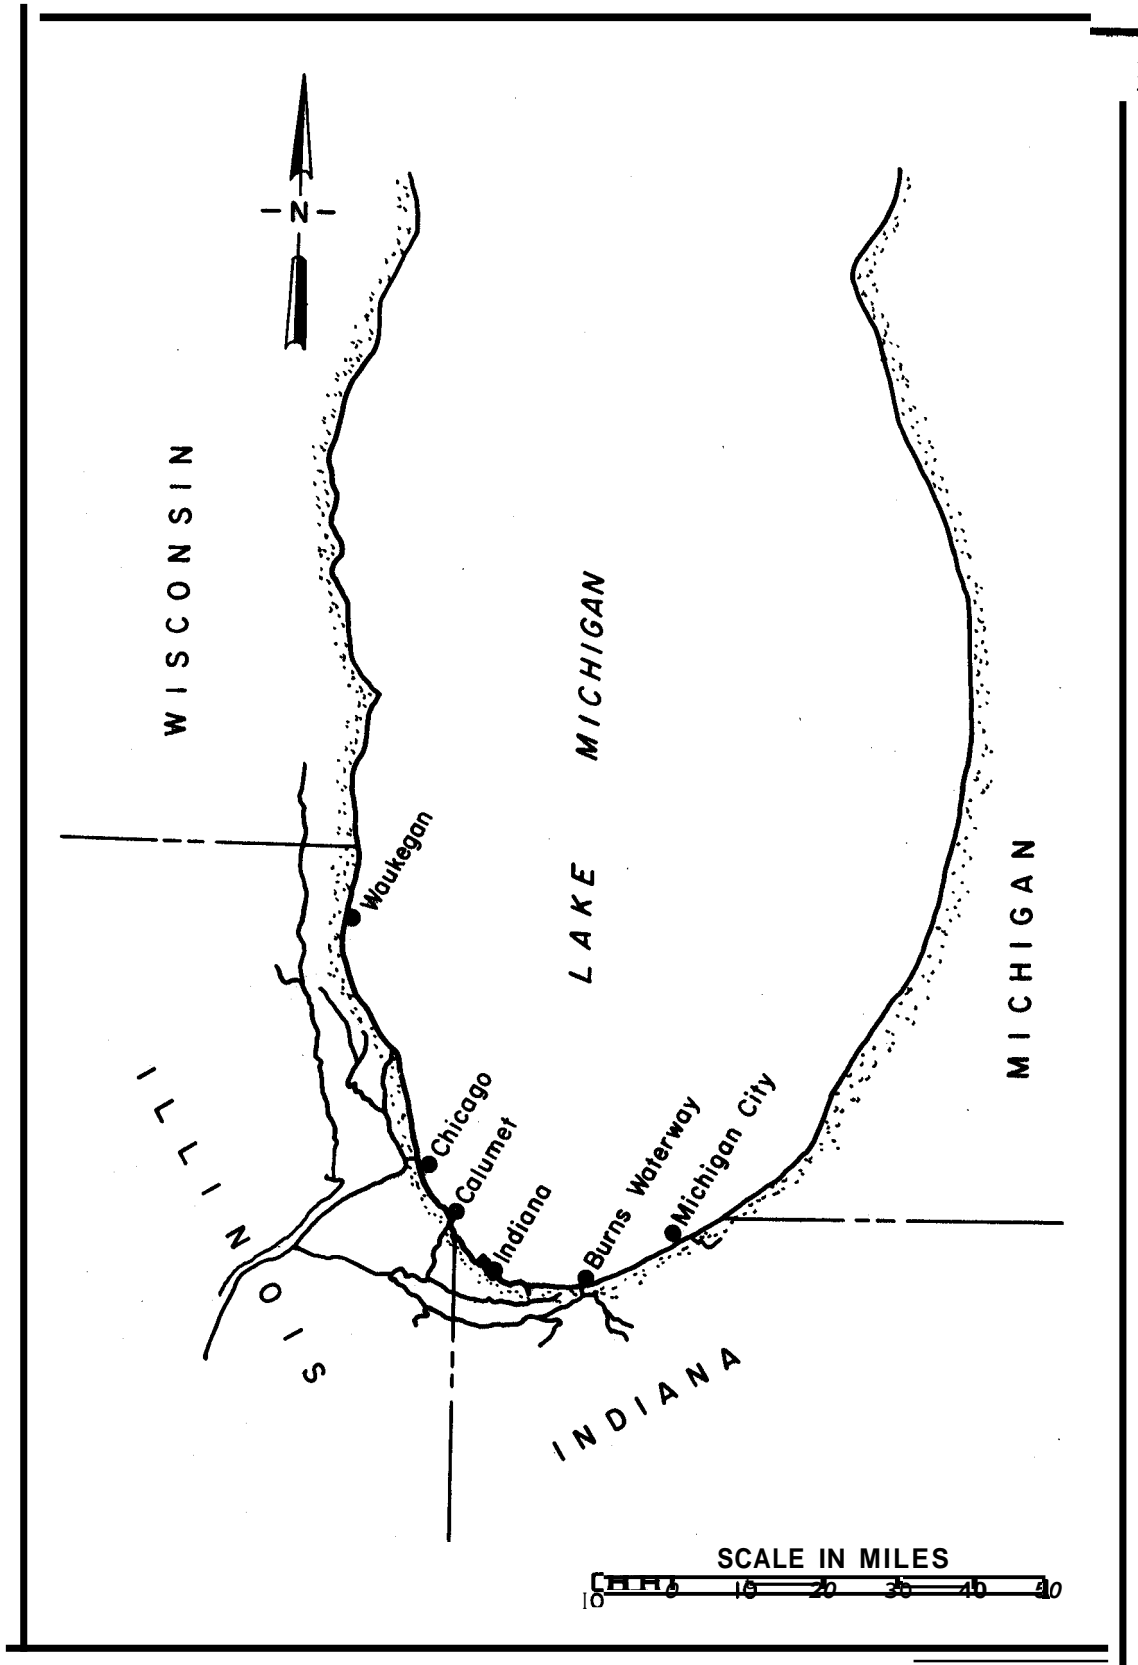 N
WISCONSIN
LAKE MICHIGAN
Waukegan
MICHIGAN
ILLINOIS
Chicago
Calumet
Indiana
Burns Waterway
Michigan City
INDIANA
SCALE IN MILES
10 0 10 20 30 40 50